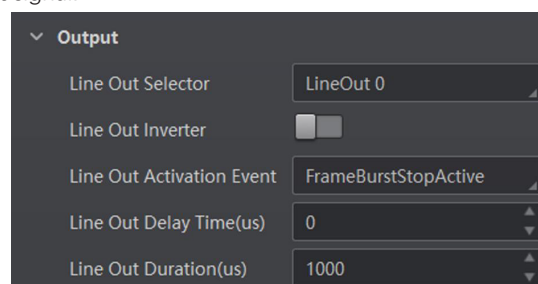 signal.
Output
Line Out Selector LineOut 0
Line Out Inverter
Line Out Activation Event FrameBurstStopActive
Line Out Delay Time(us) 0
Line Out Duration(us) 1000